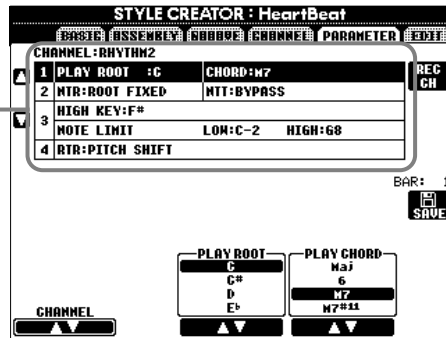 STYLE CREATOR : HeartBeat
BASIC ASSEMBLY GROOVE CHANNEL PARAMETER EDIT
CHANNEL:RHYTHM2
1 PLAY ROOT :C CHORD:M7
REC CH
2 NTR:ROOT FIXED NTT:BYPASS
3 HIGH KEY:F#
NOTE LIMIT LOW:C-2 HIGH:G8
4 RTR:PITCH SHIFT
BAR: 1
SAVE
PLAY ROOT PLAY CHORD
C Maj
C# 6
D M7
E♭ M7#11
CHANNEL